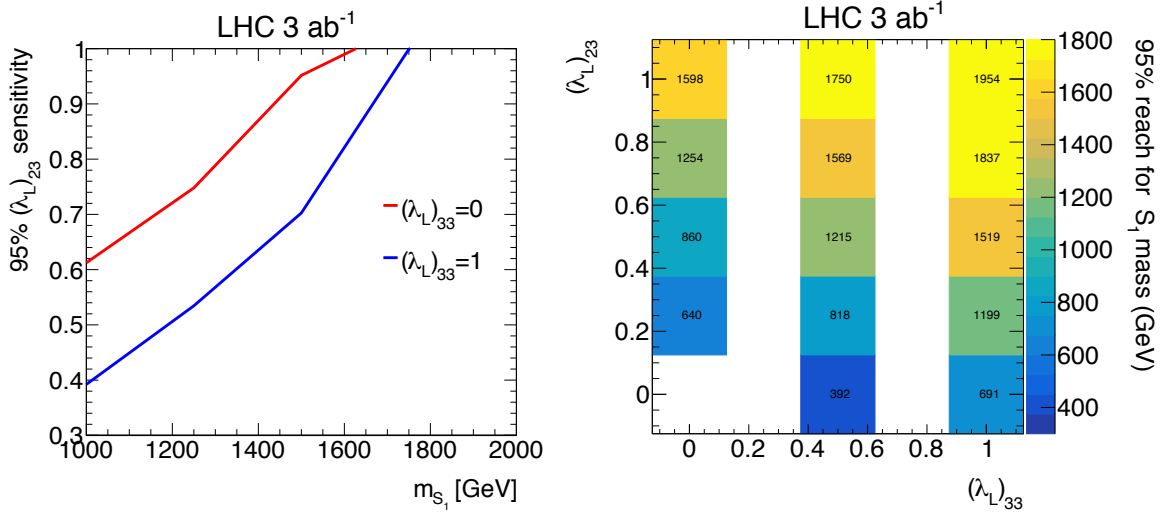 LHC 3 ab-1
95% (λL)23 sensitivity
1
0.9
0.8
0.7
0.6
0.5
0.4
0.3
(λL)33=0
(λL)33=1
1000 1200 1400 1600 1800 2000
mS1 [GeV]
LHC 3 ab-1
(λL)23
1
0.8
0.6
0.4
0.2
0
1598 1750 1954
1254 1569 1837
860 1215 1519
640 818 1199
392 691
0 0.2 0.4 0.6 0.8 1
(λL)33
1800
1600
1400
1200
1000
800
600
400
95% reach for S1 mass (GeV)